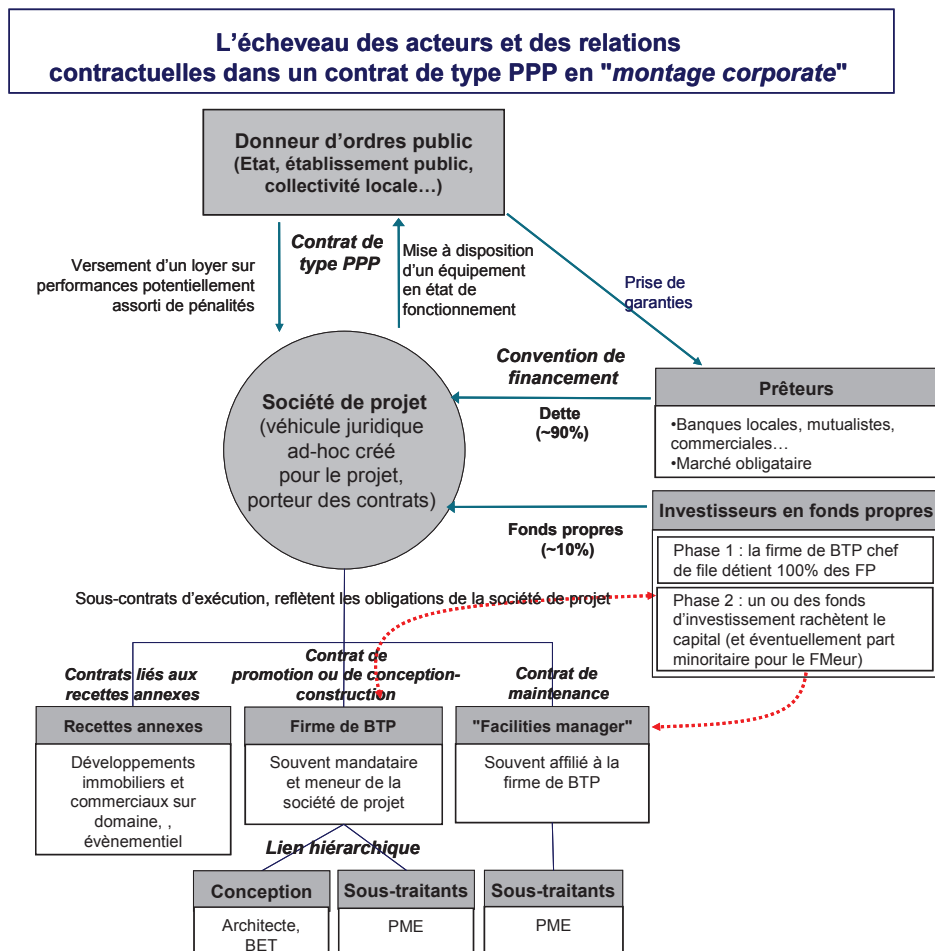 L'écheveau des acteurs et des relations
contractuelles dans un contrat de type PPP en "montage corporate"
Donneur d'ordres public
(Etat, établissement public,
collectivité locale…)
Versement d'un loyer sur
performances potentiellement
assorti de pénalités
Contrat de
type PPP
Mise à disposition
d'un équipement
en état de
fonctionnement
Prise de
garanties
Société de projet
(véhicule juridique
ad-hoc créé
pour le projet,
porteur des contrats)
Convention de
financement
Dette
(~90%)
Prêteurs
•Banques locales, mutualistes,
commerciales…
•Marché obligataire
Fonds propres
(~10%)
Investisseurs en fonds propres
Phase 1 : la firme de BTP chef
de file détient 100% des FP
Phase 2 : un ou des fonds
d'investissement rachètent le
capital (et éventuellement part
minoritaire pour le FMeur)
Sous-contrats d'exécution, reflètent les obligations de la société de projet
Contrats liés aux
recettes annexes
Contrat de
promotion ou de conception-
construction
Contrat de
maintenance
Recettes annexes
Développements
immobiliers et
commerciaux sur
domaine, ,
évènementiel
Firme de BTP
Souvent mandataire
et meneur de la
société de projet
"Facilities manager"
Souvent affilié à la
firme de BTP
Lien hiérarchique
Conception
Architecte,
BET
Sous-traitants
PME
Sous-traitants
PME